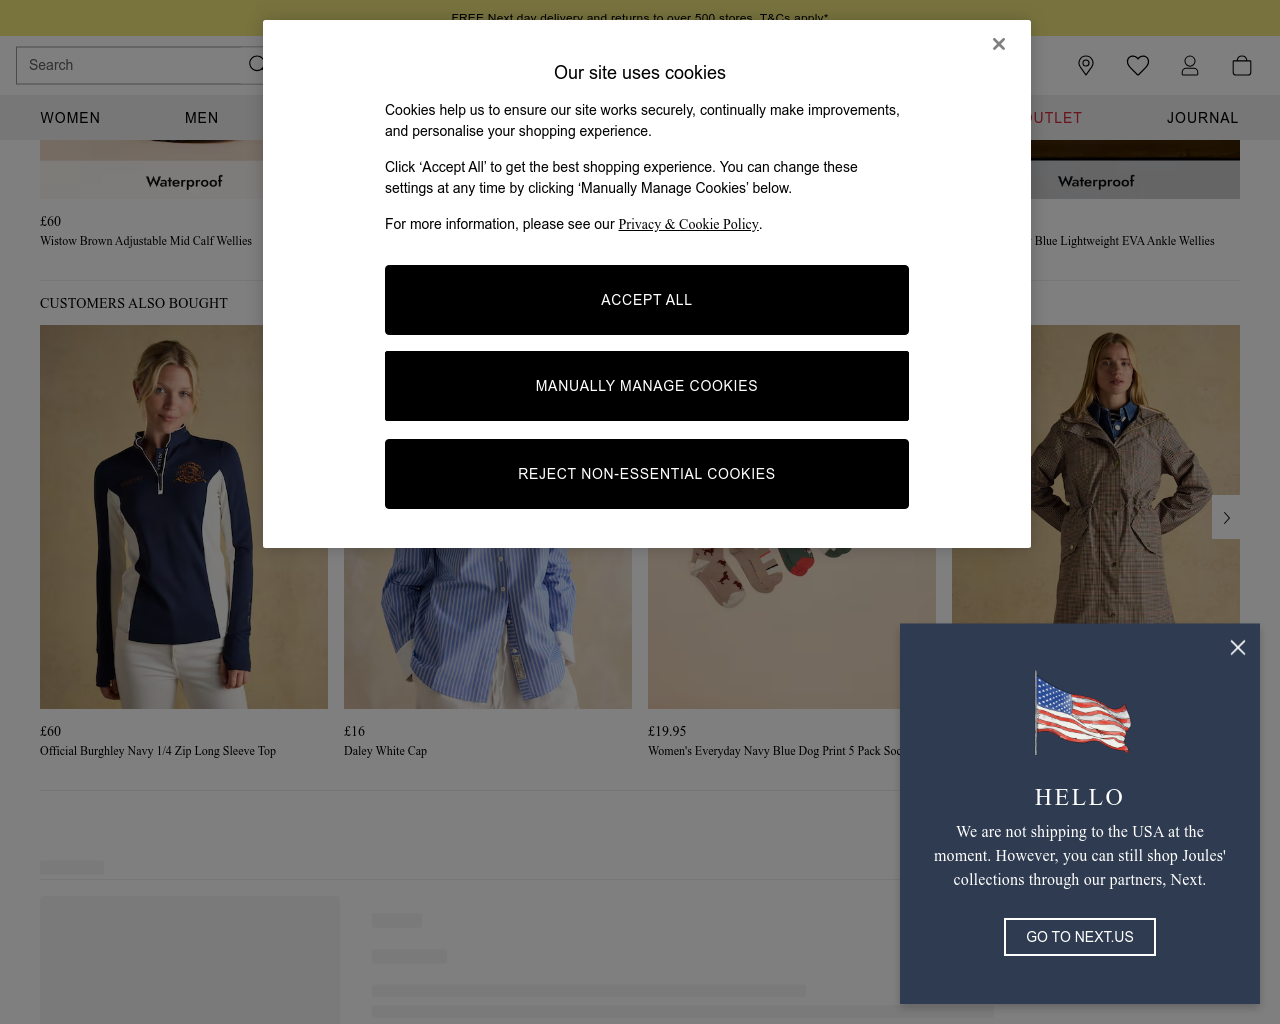 FREE Next day delivery and returns to over 500 stores. T&Cs apply*
Search
WOMEN
MEN
OUTLET
JOURNAL
Our site uses cookies
Cookies help us to ensure our site works securely, continually make improvements,
and personalise your shopping experience.
Click ‘Accept All’ to get the best shopping experience. You can change these
settings at any time by clicking ‘Manually Manage Cookies’ below.
For more information, please see our Privacy & Cookie Policy.
ACCEPT ALL
MANUALLY MANAGE COOKIES
REJECT NON-ESSENTIAL COOKIES
Waterproof
Waterproof
£60
Wistow Brown Adjustable Mid Calf Wellies
Blue Lightweight EVA Ankle Wellies
CUSTOMERS ALSO BOUGHT
£60
Official Burghley Navy 1/4 Zip Long Sleeve Top
£16
Daley White Cap
£19.95
Women's Everyday Navy Blue Dog Print 5 Pack
HELLO
We are not shipping to the USA at the
moment. However, you can still shop Joules'
collections through our partners, Next.
GO TO NEXT.US